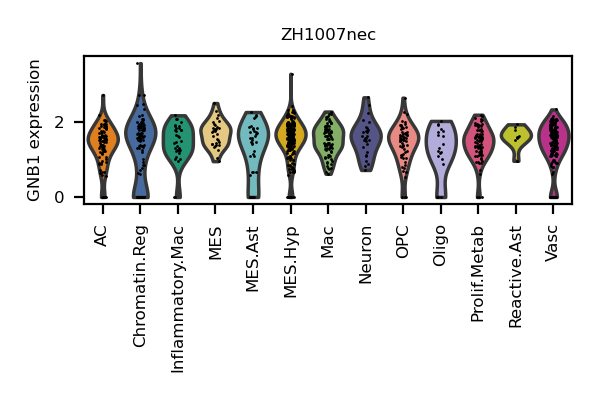 ZH1007nec
GNB1 expression
2
0
AC
Chromatin.Reg
Inflammatory.Mac
MES
MES.Ast
MES.Hyp
Mac
Neuron
OPC
Oligo
Prolif.Metab
Reactive.Ast
Vasc